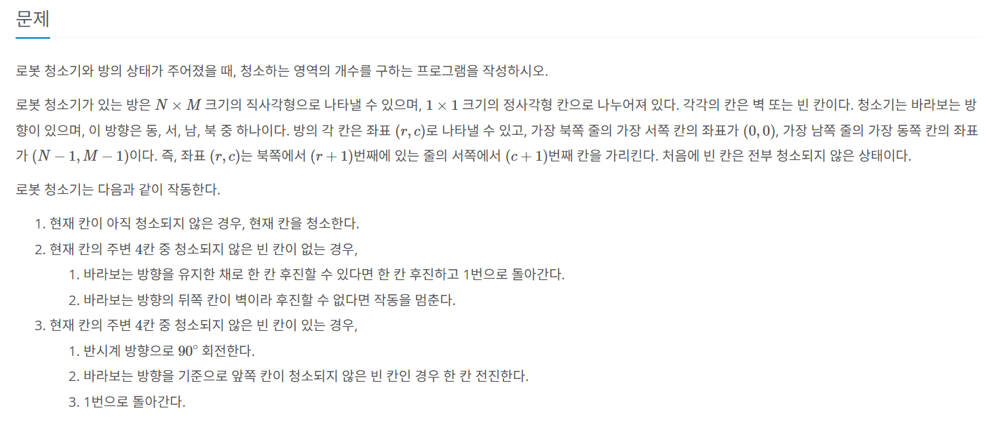 문제
로봇 청소기와 방의 상태가 주어졌을 때, 청소하는 영역의 개수를 구하는 프로그램을 작성하시오.
로봇 청소기가 있는 방은 N × M 크기의 직사각형으로 나타낼 수 있으며, 1 × 1 크기의 정사각형 칸으로 나누어져 있다. 각각의 칸은 벽 또는 빈 칸이다. 청소기는 바라보는 방
향이 있으며, 이 방향은 동, 서, 남, 북 중 하나이다. 방의 각 칸은 좌표 (r, c)로 나타낼 수 있고, 가장 북쪽 줄의 가장 서쪽 칸의 좌표가 (0, 0), 가장 남쪽 줄의 가장 동쪽 칸의 좌표
가 (N − 1, M − 1)이다. 즉, 좌표 (r, c)는 북쪽에서 (r + 1)번째에 있는 줄의 서쪽에서 (c + 1)번째 칸을 가리킨다. 처음에 빈 칸은 전부 청소되지 않은 상태이다.
로봇 청소기는 다음과 같이 작동한다.
1. 현재 칸이 아직 청소되지 않은 경우, 현재 칸을 청소한다.
2. 현재 칸의 주변 4칸 중 청소되지 않은 빈 칸이 없는 경우,
1. 바라보는 방향을 유지한 채로 한 칸 후진할 수 있다면 한 칸 후진하고 1번으로 돌아간다.
2. 바라보는 방향의 뒤쪽 칸이 벽이라 후진할 수 없다면 작동을 멈춘다.
3. 현재 칸의 주변 4칸 중 청소되지 않은 빈 칸이 있는 경우,
1. 반시계 방향으로 90° 회전한다.
2. 바라보는 방향을 기준으로 앞쪽 칸이 청소되지 않은 빈 칸인 경우 한 칸 전진한다.
3. 1번으로 돌아간다.